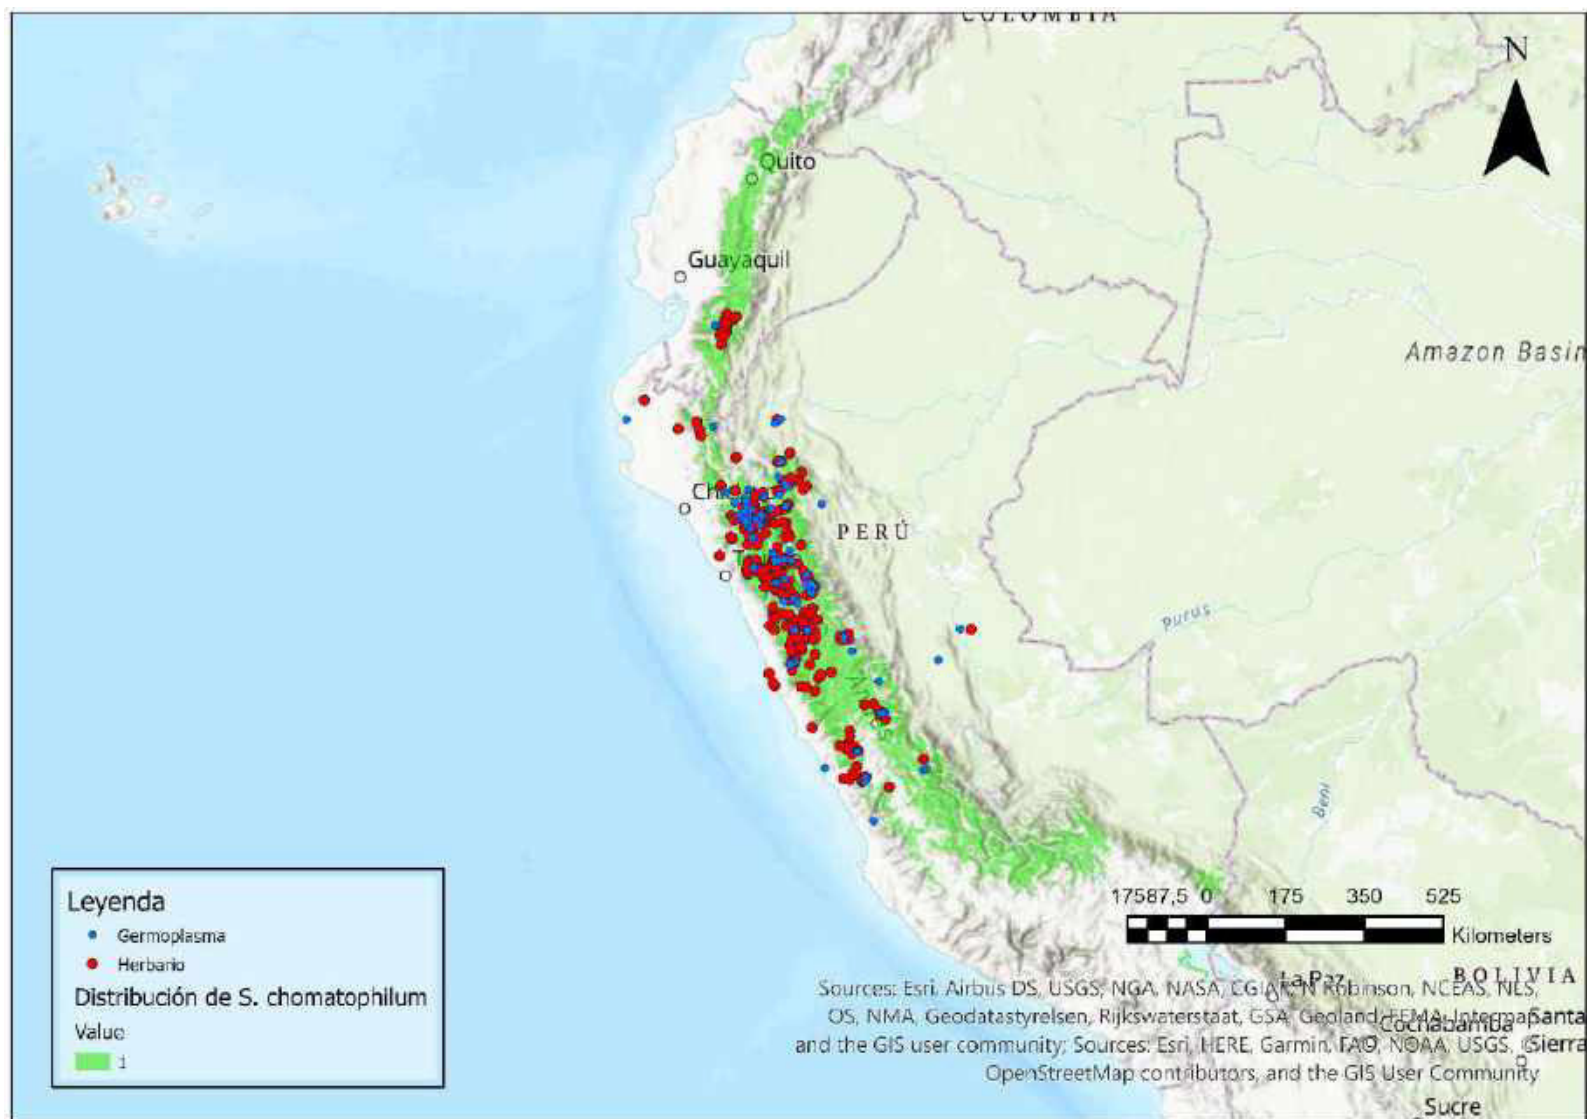 COLOMBIA
N
Quito
Guayaquil
Amazon Basin
PERÚ
Purus
ANDES
Beni
Leyenda
Germoplasma
Herbario
Distribución de S. chomatophilum
Value
1
17587,5 0 175 350 525
Kilometers
La Paz
BOLIVIA
Sources: Esri, Airbus DS, USGS, NGA, NASA, CGIAR, N Robinson, NCEAS, NLS,
OS, NMA, Geodatastyrelsen, Rijkswaterstaat, GSA, Geoland, FEMA, Intermap
and the GIS user community; Sources: Esri, HERE, Garmin, FAO, NOAA, USGS, ©
OpenStreetMap contributors, and the GIS User Community
Cochabamba
Santa
Sierra
Sucre